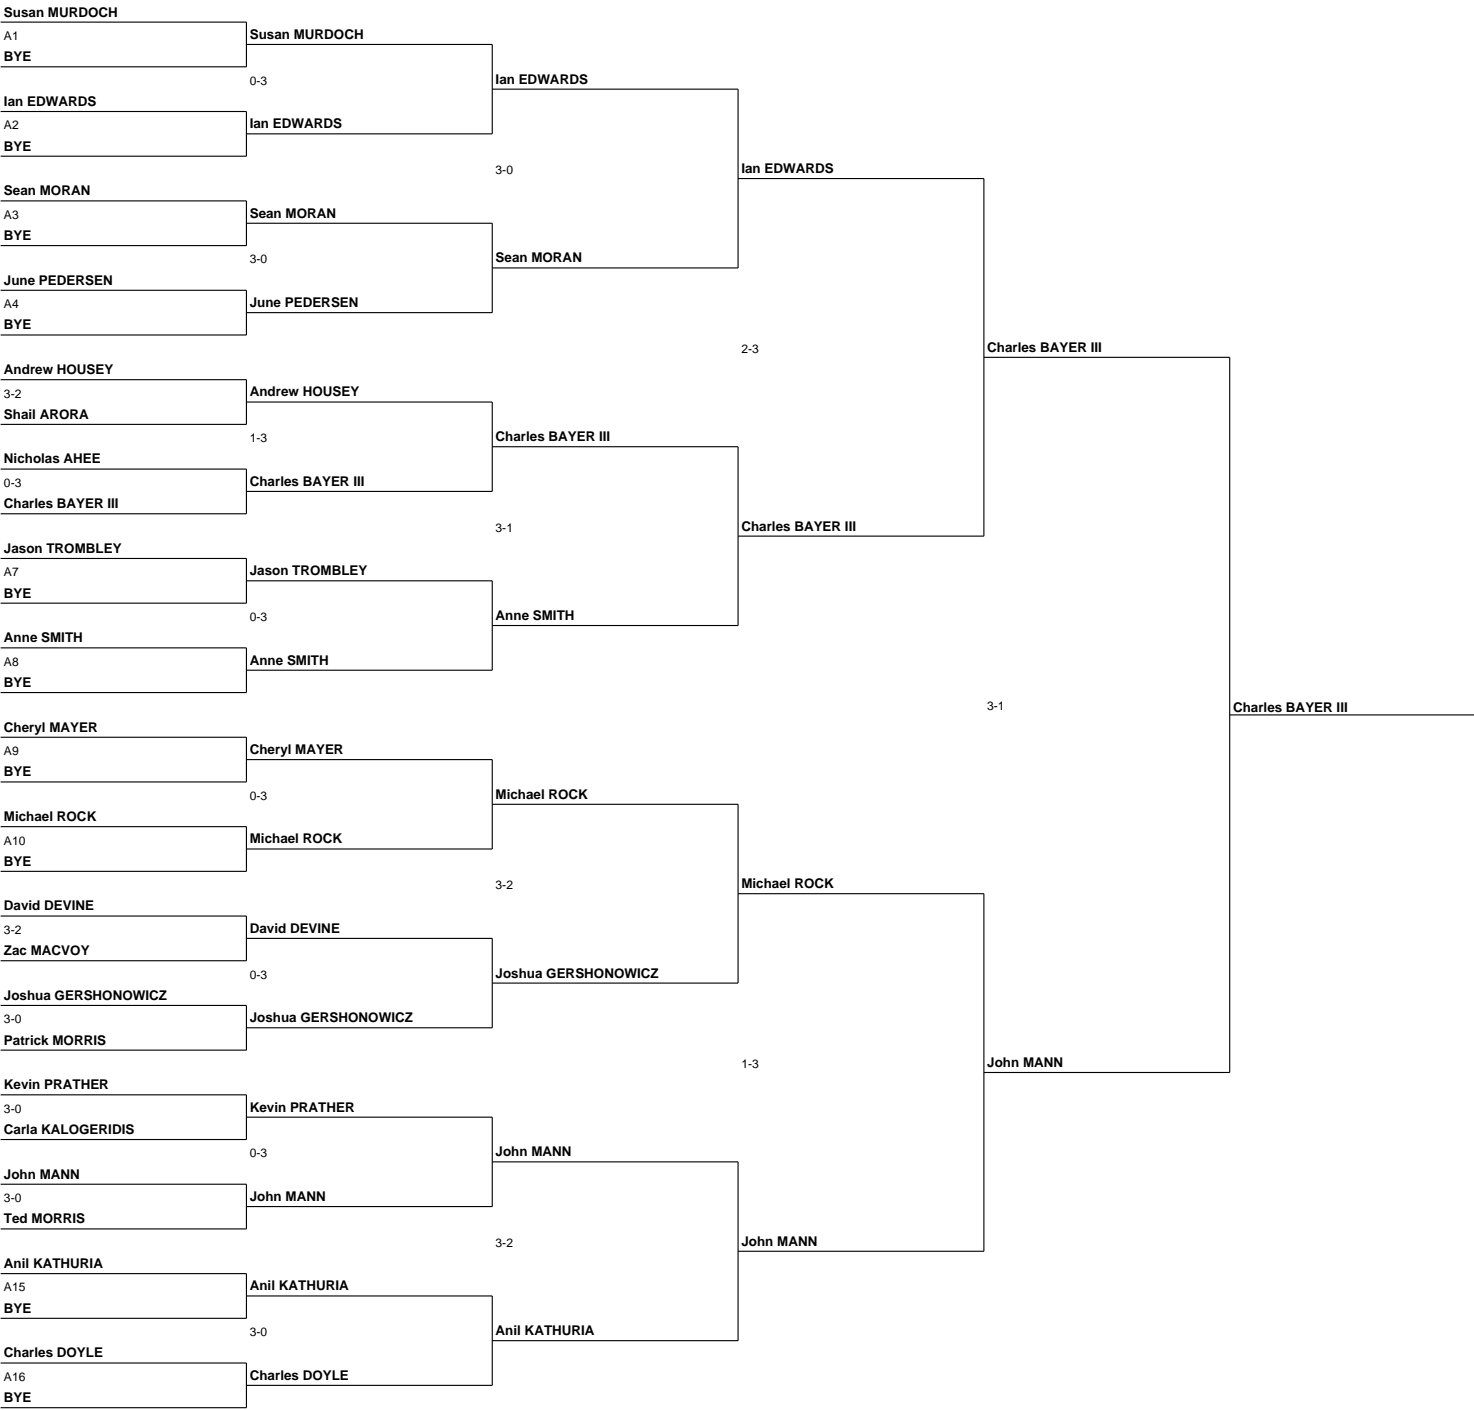 Susan MURDOCH
A1
BYE
Ian EDWARDS
A2
BYE
Sean MORAN
A3
BYE
June PEDERSEN
A4
BYE
Andrew HOUSEY
3-2
Shail ARORA
Nicholas AHEE
0-3
Charles BAYER III
Jason TROMBLEY
A7
BYE
Anne SMITH
A8
BYE
Cheryl MAYER
A9
BYE
Michael ROCK
A10
BYE
David DEVINE
3-2
Zac MACVOY
Joshua GERSHONOWICZ
3-0
Patrick MORRIS
Kevin PRATHER
3-0
Carla KALOGERIDIS
John MANN
3-0
Ted MORRIS
Anil KATHURIA
A15
BYE
Charles DOYLE
A16
BYE
Susan MURDOCH
0-3
Ian EDWARDS
Sean MORAN
3-0
June PEDERSEN
Andrew HOUSEY
1-3
Charles BAYER III
Jason TROMBLEY
0-3
Anne SMITH
Cheryl MAYER
0-3
Michael ROCK
David DEVINE
0-3
Joshua GERSHONOWICZ
Kevin PRATHER
0-3
John MANN
Anil KATHURIA
3-0
Charles DOYLE
Ian EDWARDS
3-0
Sean MORAN
Charles BAYER III
3-1
Anne SMITH
Michael ROCK
3-2
Joshua GERSHONOWICZ
John MANN
3-2
Anil KATHURIA
Ian EDWARDS
2-3
Charles BAYER III
Michael ROCK
1-3
John MANN
Charles BAYER III
3-1
John MANN
Charles BAYER III